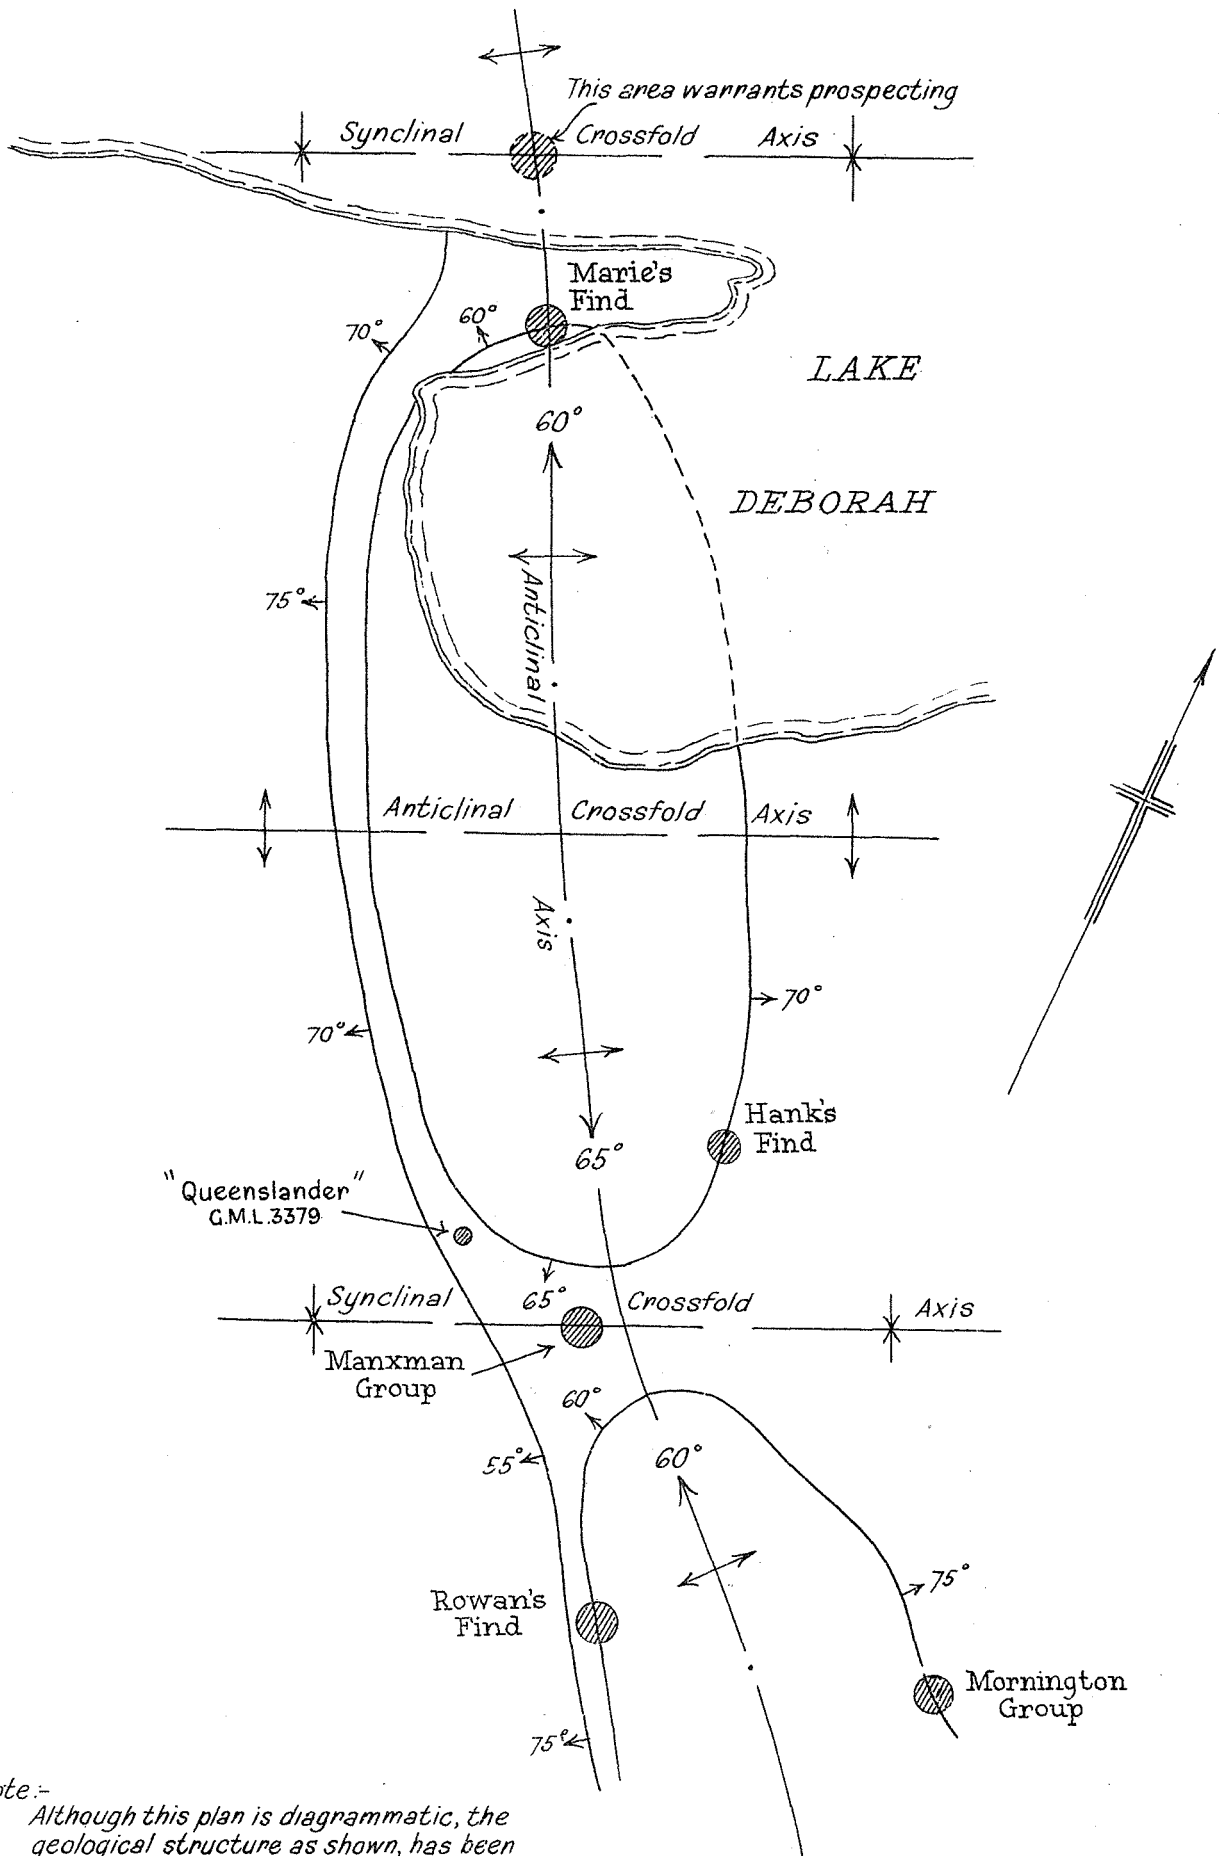 This area warrants prospecting
Synclinal Crossfold Axis
Marie's
Find
60°
70°
LAKE
60°
DEBORAH
75°
Anticlinal
Anticlinal Crossfold Axis
Axis
70°
70°
Hank's
Find
65°
"Queenslander"
G.M.L.3379
65°
Synclinal Crossfold Axis
Manxman
Group
60°
55°
60°
75°
Rowan's
Find
Mornington
Group
75°
te:-
Although this plan is diagrammatic, the
geological structure as shown, has been